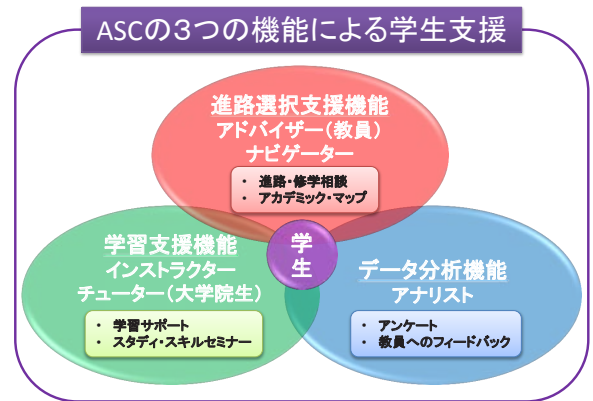 ASCの3つの機能による学生支援
進路選択支援機能
アドバイザー（教員）
ナビゲーター
・ 進路・修学相談
・ アカデミック・マップ
学生
学習支援機能
インストラクター
チューター（大学院生）
・ 学習サポート
・ スタディ・スキルセミナー
データ分析機能
アナリスト
・ アンケート
・ 教員へのフィードバック